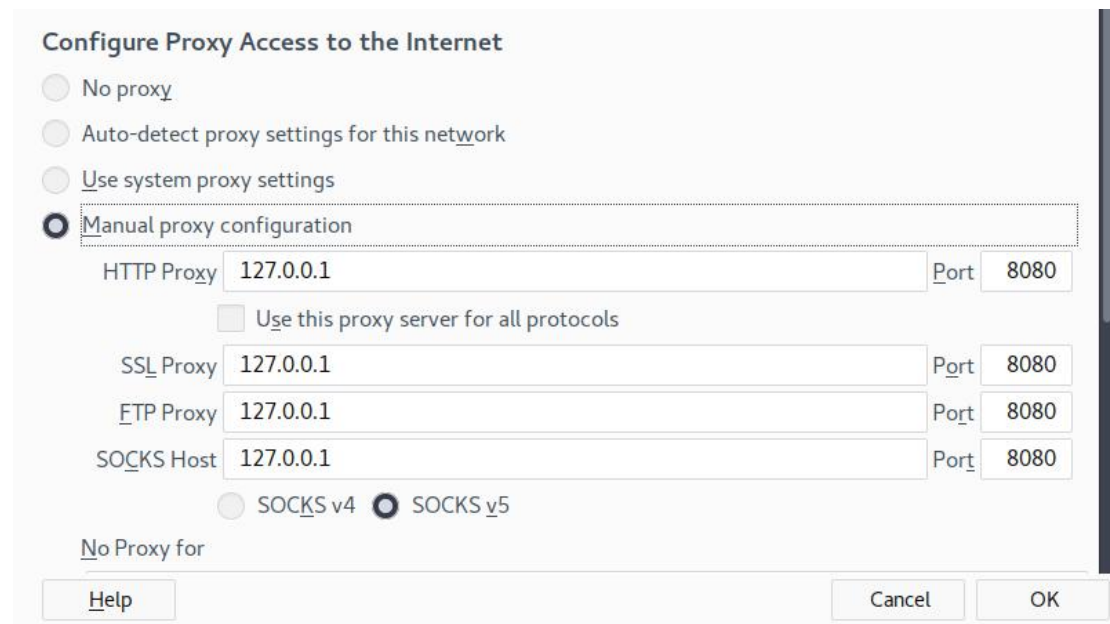 Configure Proxy Access to the Internet
No proxy
Auto-detect proxy settings for this network
Use system proxy settings
Manual proxy configuration
HTTP Proxy 127.0.0.1 Port 8080
Use this proxy server for all protocols
SSL Proxy 127.0.0.1 Port 8080
FTP Proxy 127.0.0.1 Port 8080
SOCKS Host 127.0.0.1 Port 8080
SOCKS v4 SOCKS v5
No Proxy for
Help Cancel OK